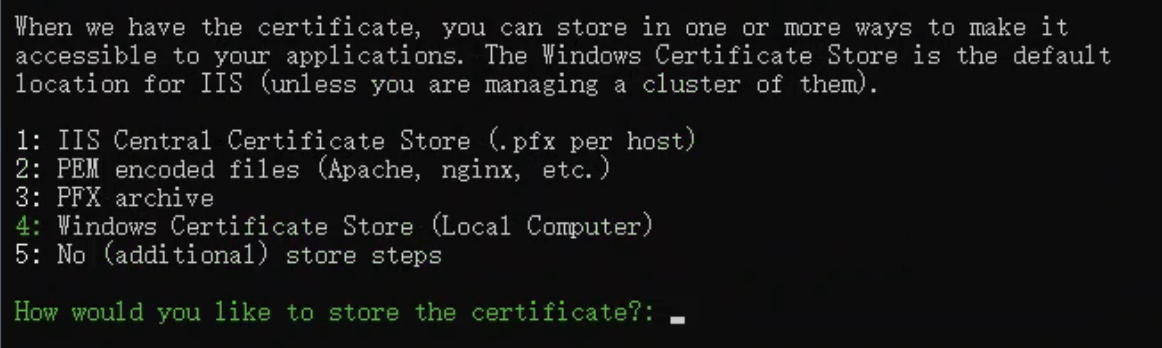 When we have the certificate, you can store in one or more ways to make it
accessible to your applications. The Windows Certificate Store is the default
location for IIS (unless you are managing a cluster of them).
1: IIS Central Certificate Store (.pfx per host)
2: PEM encoded files (Apache, nginx, etc.)
3: PFX archive
4: Windows Certificate Store (Local Computer)
5: No (additional) store steps
How would you like to store the certificate?: